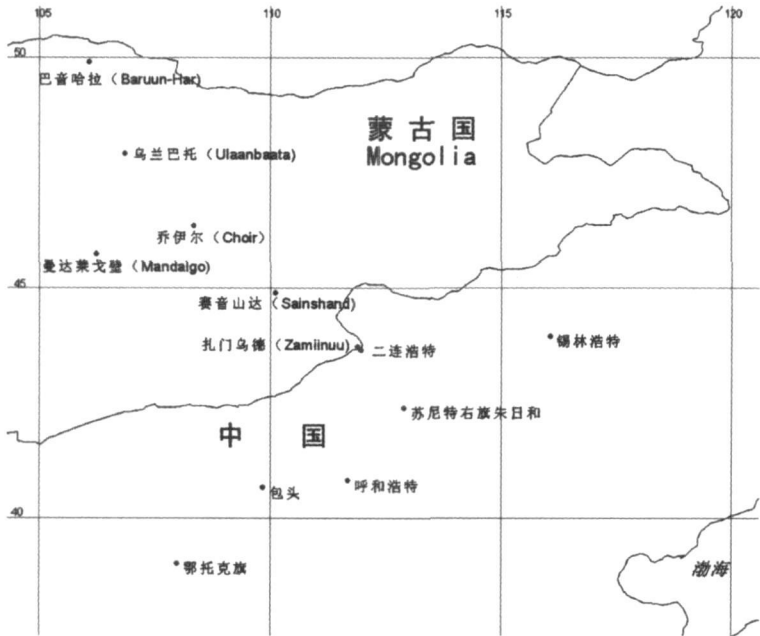 105 110 115 120
50
巴音哈拉（Baruun-Har）
蒙古国
Mongolia
乌兰巴托（Ulaanbaata）
乔伊尔（Choir）
曼达莱戈壁（Mandalgo）
45
赛音山达（Sainshand）
扎门乌德（Zamiinuu）
二连浩特
锡林浩特
苏尼特右旗朱日和
中国
包头
呼和浩特
40
鄂托克旗
渤海